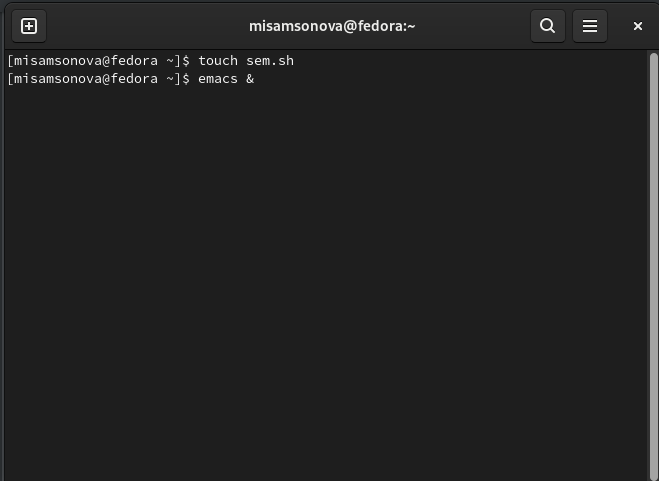 misamsonova@fedora:~
[misamsonova@fedora ~]$ touch sem.sh
[misamsonova@fedora ~]$ emacs &